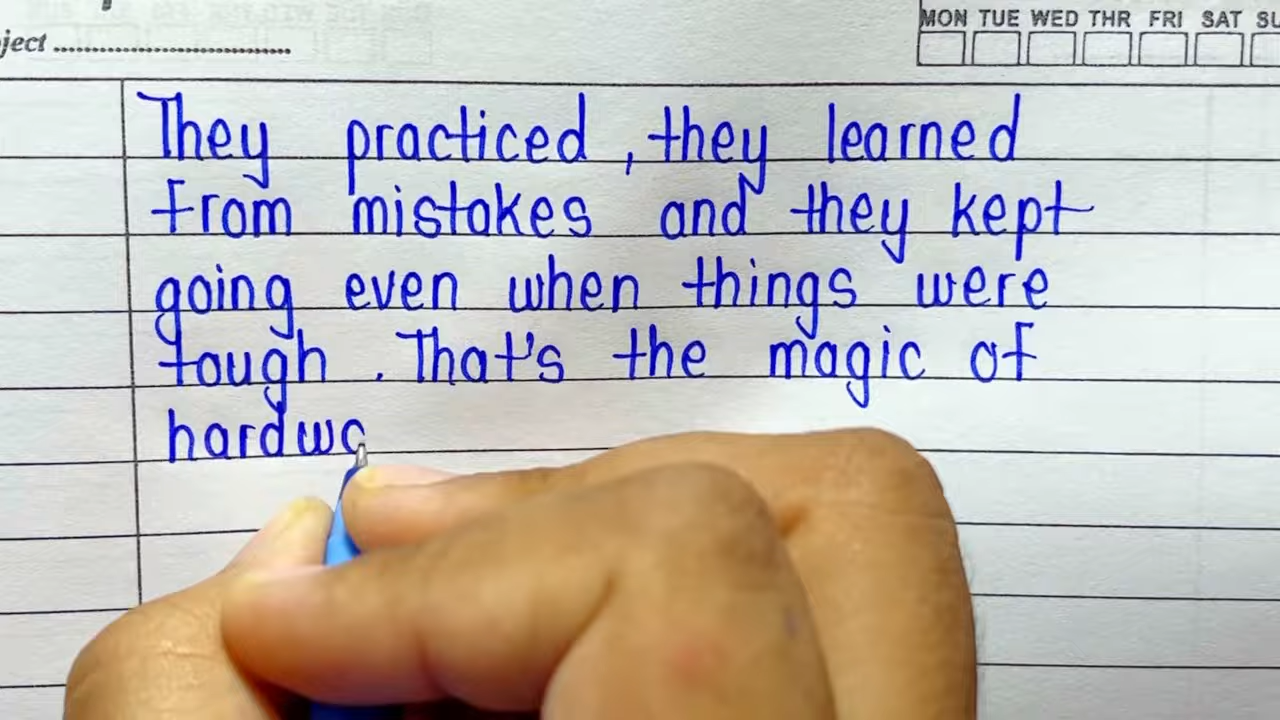 MON TUE WED THR FRI SAT SU
ject
They practiced , they learned
from mistakes and they kept
going even when things were
tough . That's the magic of
hardwo